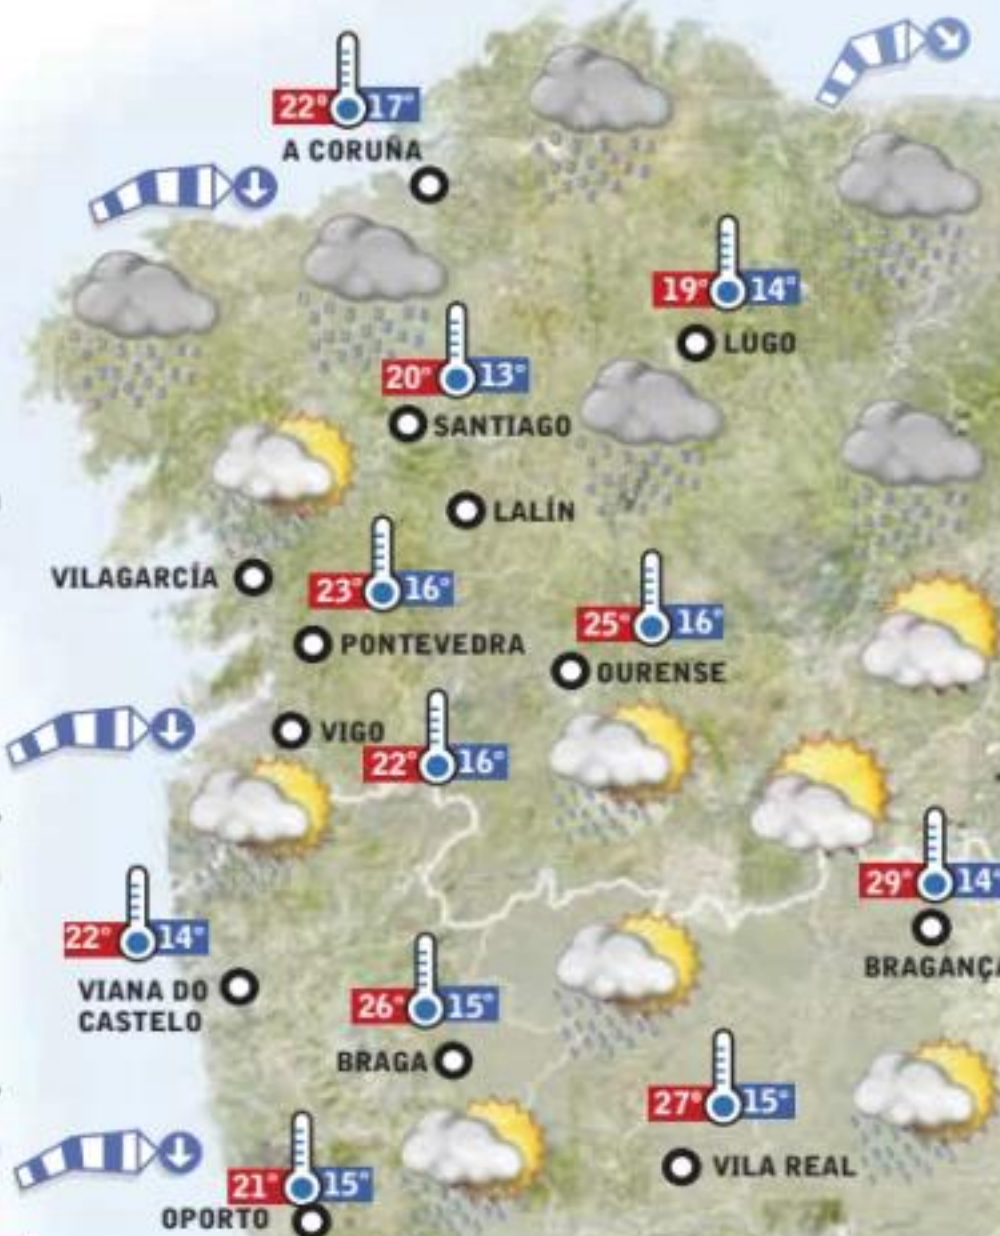 22° 17°
A CORUÑA
19° 14°
LUGO
20° 13°
SANTIAGO
LALÍN
VILAGARCÍA
23° 16°
PONTEVEDRA
25° 16°
OURENSE
VIGO
22° 16°
29° 14°
BRAGANÇA
22° 14°
VIANA DO
CASTELO
26° 15°
BRAGA
27° 15°
VILA REAL
21° 15°
OPORTO